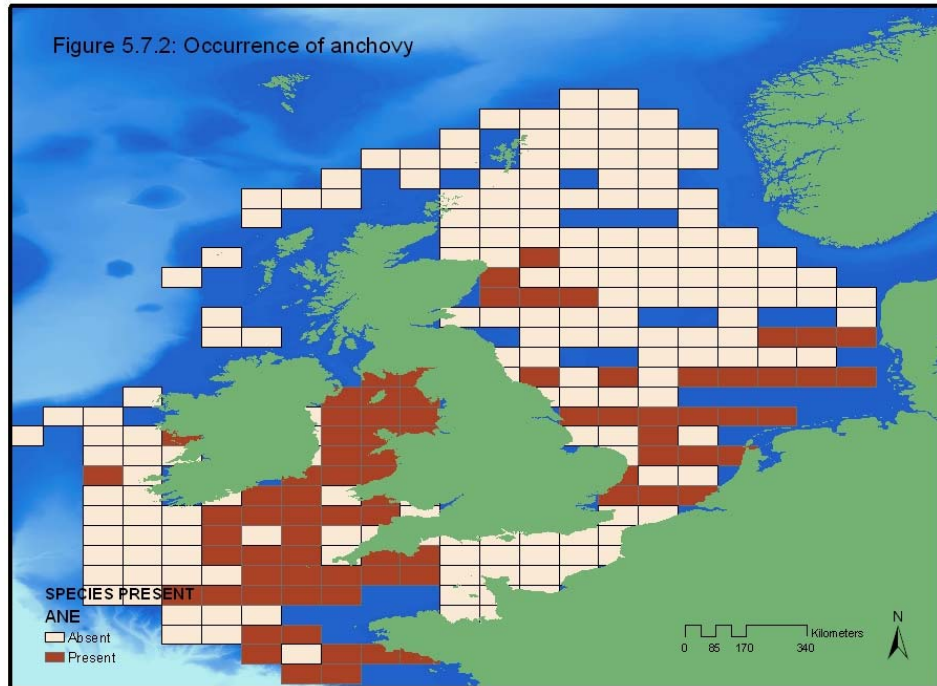 Figure 5.7.2: Occurrence of anchovy
SPECIES PRESENT
ANE
Absent
Present
N
Kilometers
0 85 170 340